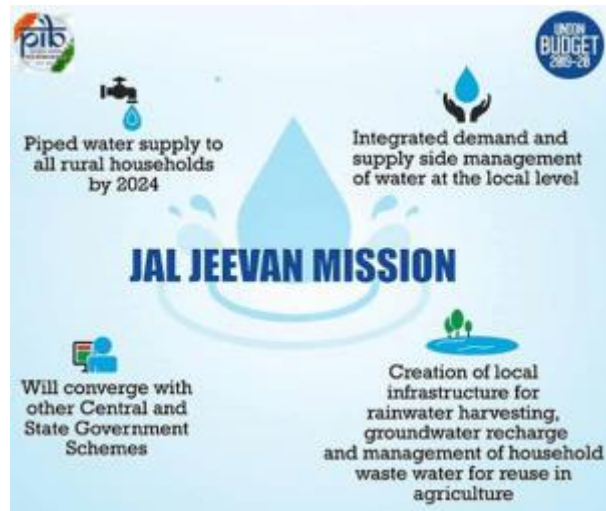 pib
UNION
BUDGET
2019-20
Piped water supply to
all rural households
by 2024
Integrated demand and
supply side management
of water at the local level
JAL JEEVAN MISSION
Will converge with
other Central and
State Government
Schemes
Creation of local
infrastructure for
rainwater harvesting,
groundwater recharge
and management of household
waste water for reuse in
agriculture